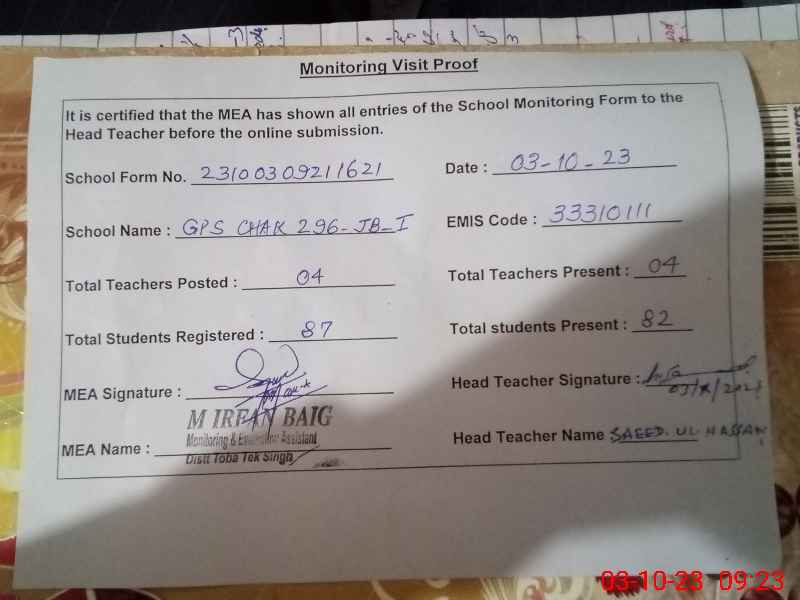 Monitoring Visit Proof
It is certified that the MEA has shown all entries of the School Monitoring Form to the
Head Teacher before the online submission.
School Form No. 23100309211621 Date : 03-10-23
School Name : GPS CHAK 296-JB-I EMIS Code : 33310111
Total Teachers Posted : 04 Total Teachers Present : 04
Total Students Registered : 87 Total students Present : 82
MEA Signature : Head Teacher Signature :
M IRFAN BAIG
Monitoring & Evaluation Assistant
MEA Name : Head Teacher Name SAEED. UL HASSAN
Distt Toba Tek Singh
03-10-23 09:23